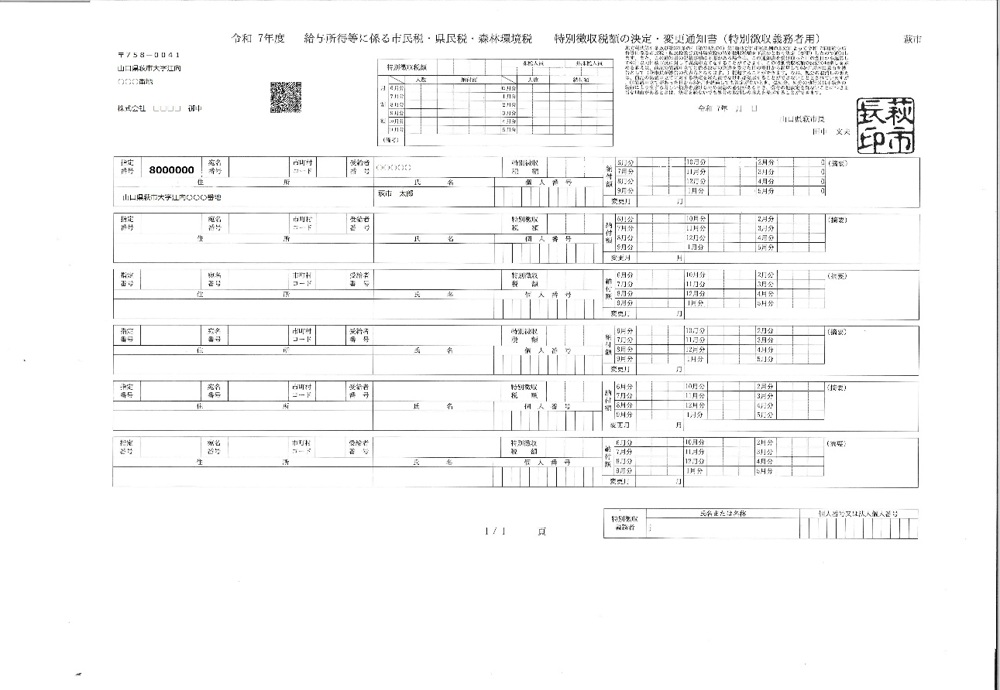 令和 7年度 給与所得等に係る市民税・県民税・森林環境税 特別徴収税額の決定・変更通知書（特別徴収義務者用） 萩市
〒758－0041
山口県萩市大字江向
○○○番地
株式会社 □□□□ 御中
特別徴収税額 課税人員 非課税人員
人数 納付額 人数 納付額
月 6月分 12月分
7月分 1月分
8月分 2月分
9月分 3月分
額 10月分 4月分
11月分 5月分
(備考)
令和 7年 月 日
山口県萩市長
田中 文夫
萩市長印
指定番号 8000000 宛名番号 市町村コード 受給者番号 ○○○○○ 特別徴収税額 納付額 6月分 10月分 2月分 0 (摘要)
7月分 11月分 3月分 0
住 所 氏 名 個 人 番 号 8月分 12月分 4月分 0
山口県萩市大字江向○○○番地 萩市 太郎 9月分 1月分 5月分 0
変更月 月
指定番号 宛名番号 市町村コード 受給者番号 特別徴収税額 納付額 6月分 10月分 2月分 (摘要)
7月分 11月分 3月分
住 所 氏 名 個 人 番 号 8月分 12月分 4月分
9月分 1月分 5月分
変更月 月
指定番号 宛名番号 市町村コード 受給者番号 特別徴収税額 納付額 6月分 10月分 2月分 (摘要)
7月分 11月分 3月分
住 所 氏 名 個 人 番 号 8月分 12月分 4月分
9月分 1月分 5月分
変更月 月
指定番号 宛名番号 市町村コード 受給者番号 特別徴収税額 納付額 6月分 10月分 2月分 (摘要)
7月分 11月分 3月分
住 所 氏 名 個 人 番 号 8月分 12月分 4月分
9月分 1月分 5月分
変更月 月
指定番号 宛名番号 市町村コード 受給者番号 特別徴収税額 納付額 6月分 10月分 2月分 (摘要)
7月分 11月分 3月分
住 所 氏 名 個 人 番 号 8月分 12月分 4月分
9月分 1月分 5月分
変更月 月
指定番号 宛名番号 市町村コード 受給者番号 特別徴収税額 納付額 6月分 10月分 2月分 (摘要)
7月分 11月分 3月分
住 所 氏 名 個 人 番 号 8月分 12月分 4月分
9月分 1月分 5月分
変更月 月
特別徴収義務者 氏名または名称 個人番号又は法人個人番号
1 / 1 頁